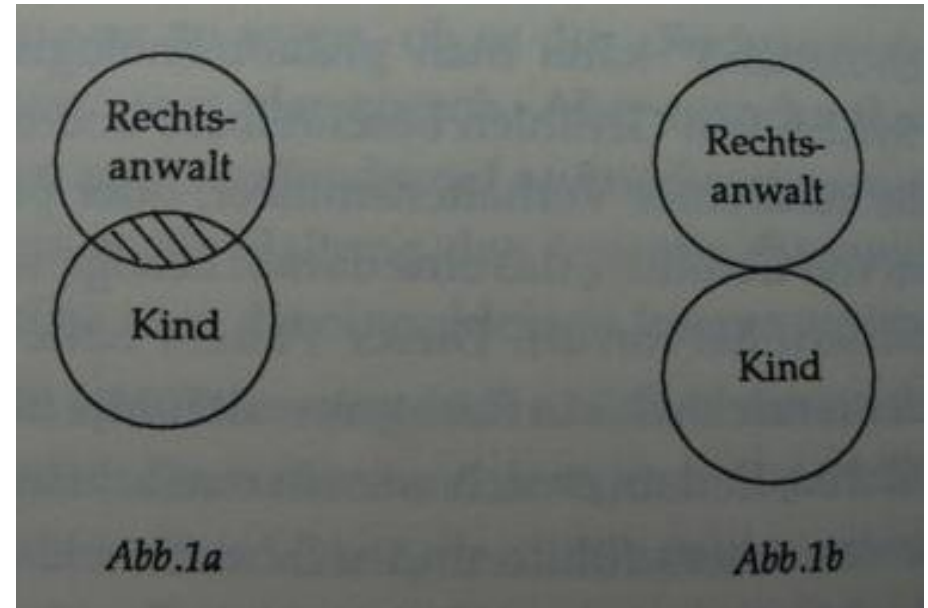 Rechts-
anwalt
Kind
Abb.1a
Rechts-
anwalt
Kind
Abb.1b